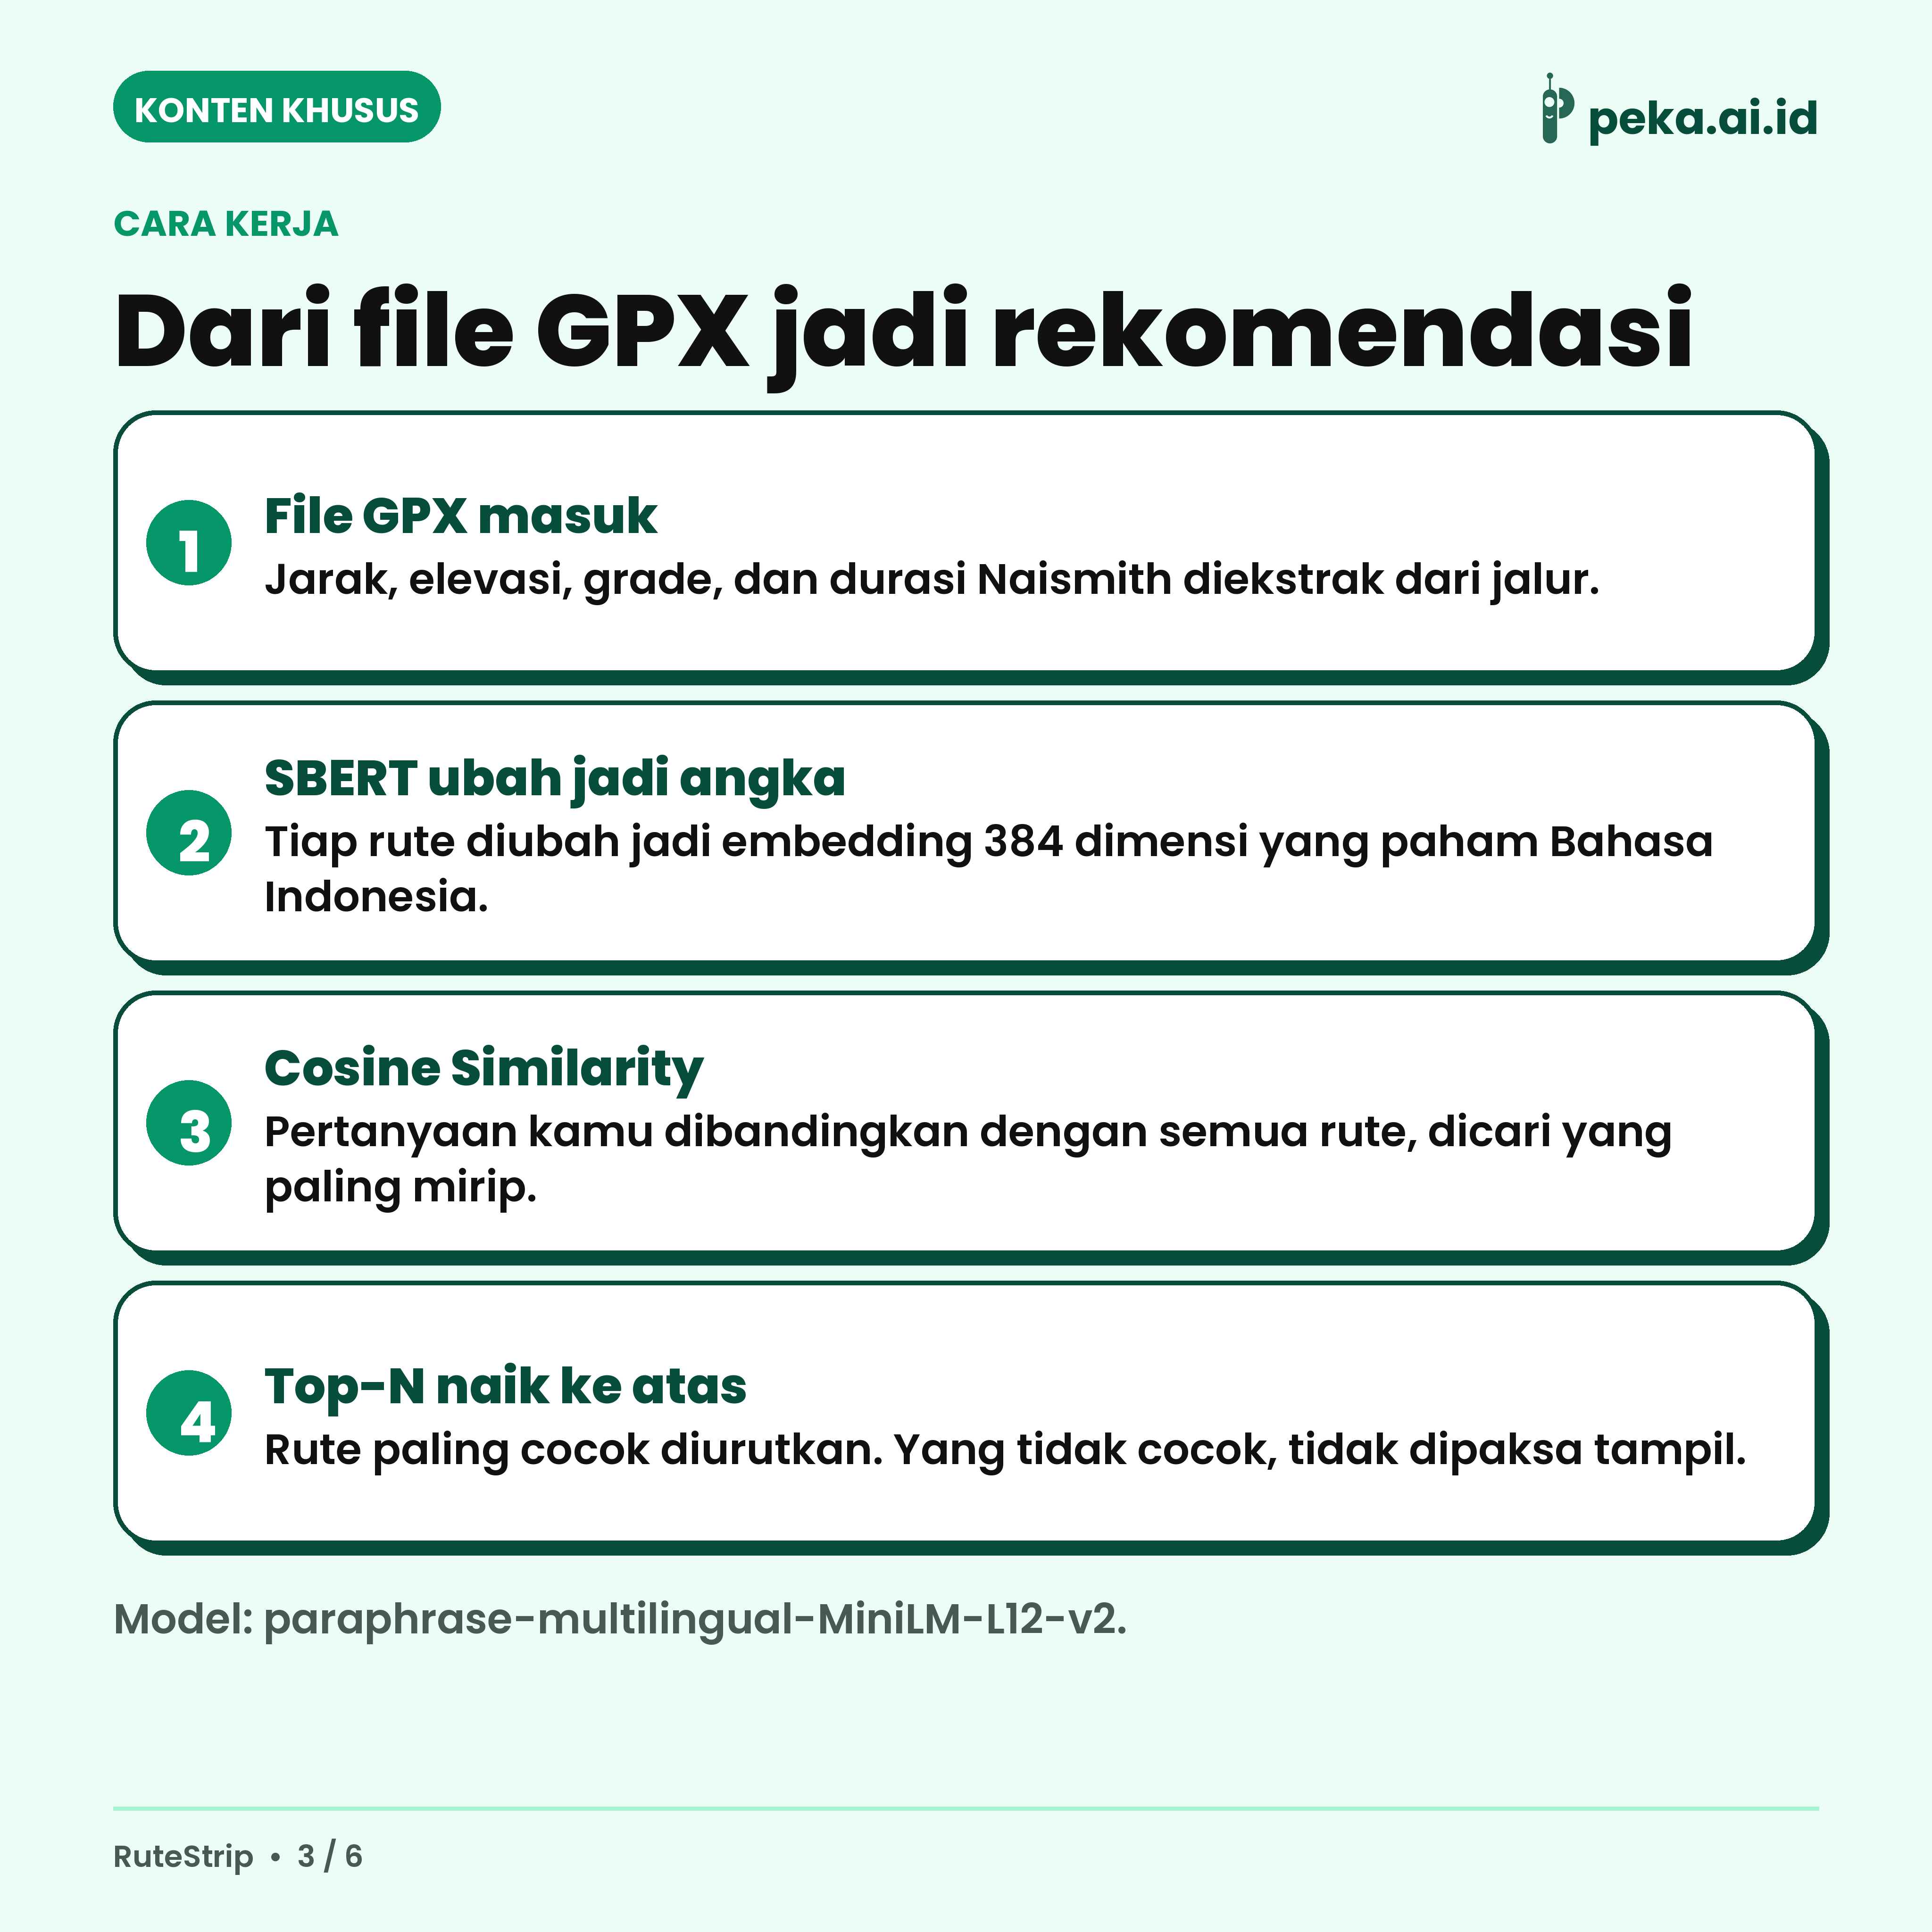 KONTEN KHUSUS
peka.ai.id
CARA KERJA
Dari file GPX jadi rekomendasi
1
File GPX masuk
Jarak, elevasi, grade, dan durasi Naismith diekstrak dari jalur.
2
SBERT ubah jadi angka
Tiap rute diubah jadi embedding 384 dimensi yang paham Bahasa
Indonesia.
3
Cosine Similarity
Pertanyaan kamu dibandingkan dengan semua rute, dicari yang
paling mirip.
4
Top-N naik ke atas
Rute paling cocok diurutkan. Yang tidak cocok, tidak dipaksa tampil.
Model: paraphrase-multilingual-MiniLM-L12-v2.
RuteStrip • 3 / 6